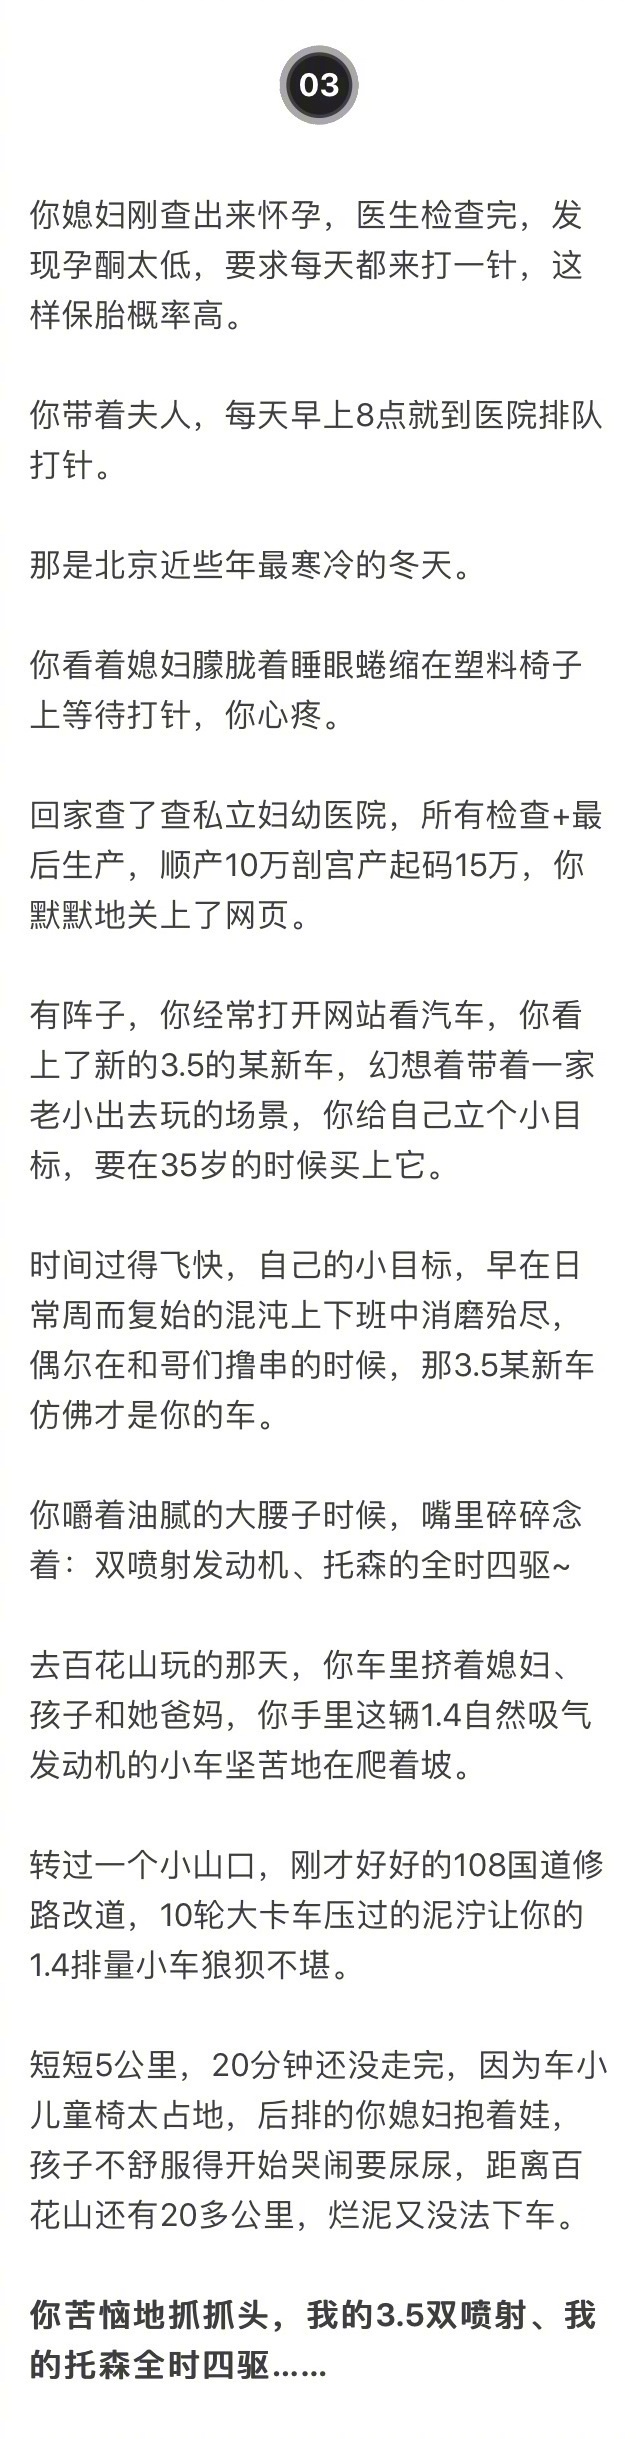 03
你媳妇刚查出来怀孕，医生检查完，发
现孕酮太低，要求每天都来打一针，这
样保胎概率高。
你带着夫人，每天早上8点就到医院排队
打针。
那是北京近些年最寒冷的冬天。
你看着媳妇朦胧着睡眼蜷缩在塑料椅子
上等待打针，你心疼。
回家查了查私立妇幼医院，所有检查+最
后生产，顺产10万剖宫产起码15万，你
默默地关上了网页。
有阵子，你经常打开网站看汽车，你看
上了新的3.5的某新车，幻想着带着一家
老小出去玩的场景，你给自己立个小目
标，要在35岁的时候买上它。
时间过得飞快，自己的小目标，早在日
常周而复始的混沌上下班中消磨殆尽，
偶尔在和哥们撸串的时候，那3.5某新车
仿佛才是你的车。
你嚼着油腻的大腰子时候，嘴里碎碎念
着：双喷射发动机、托森的全时四驱~
去百花山玩的那天，你车里挤着媳妇、
孩子和她爸妈，你手里这辆1.4自然吸气
发动机的小车坚苦地在爬着坡。
转过一个小山口，刚才好好的108国道修
路改道，10轮大卡车压过的泥泞让你的
1.4排量小车狼狈不堪。
短短5公里，20分钟还没走完，因为车小
儿童椅太占地，后排的你媳妇抱着娃，
孩子不舒服得开始哭闹要尿尿，距离百
花山还有20多公里，烂泥又没法下车。
你苦恼地抓抓头，我的3.5双喷射、我
的托森全时四驱……